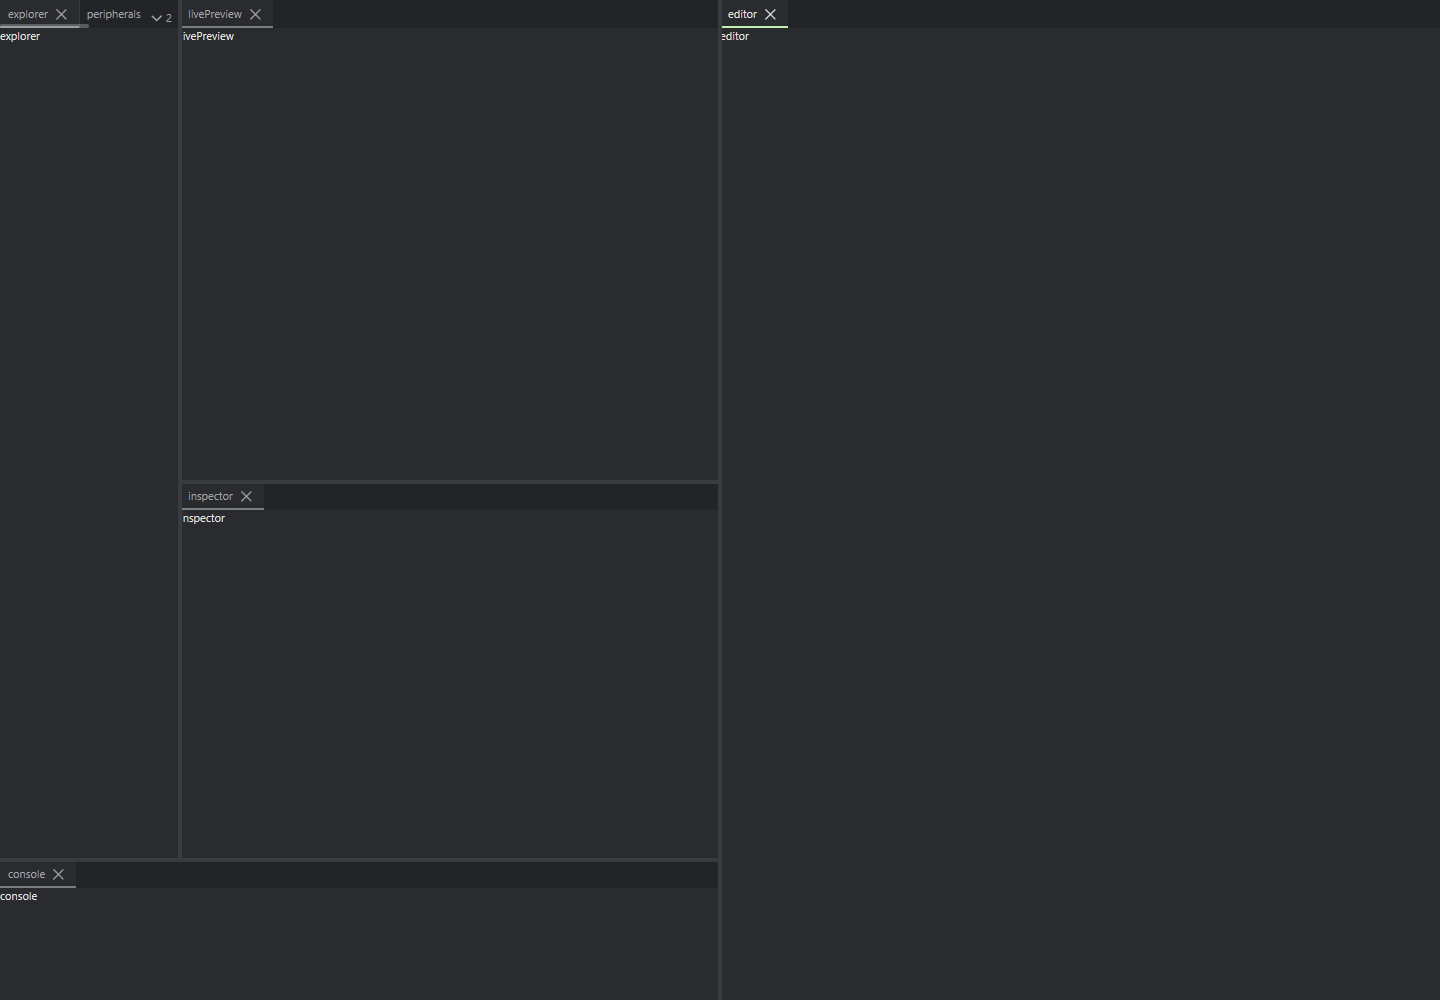 explorer
peripherals
2
explorer
livePreview
ivePreview
inspector
nspector
console
console
editor
editor